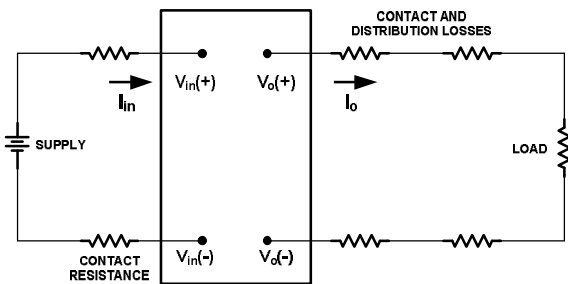 CONTACT AND
DISTRIBUTION LOSSES
Vin(+)
Vo(+)
Iin
Io
SUPPLY
LOAD
Vin(-)
Vo(-)
CONTACT
RESISTANCE